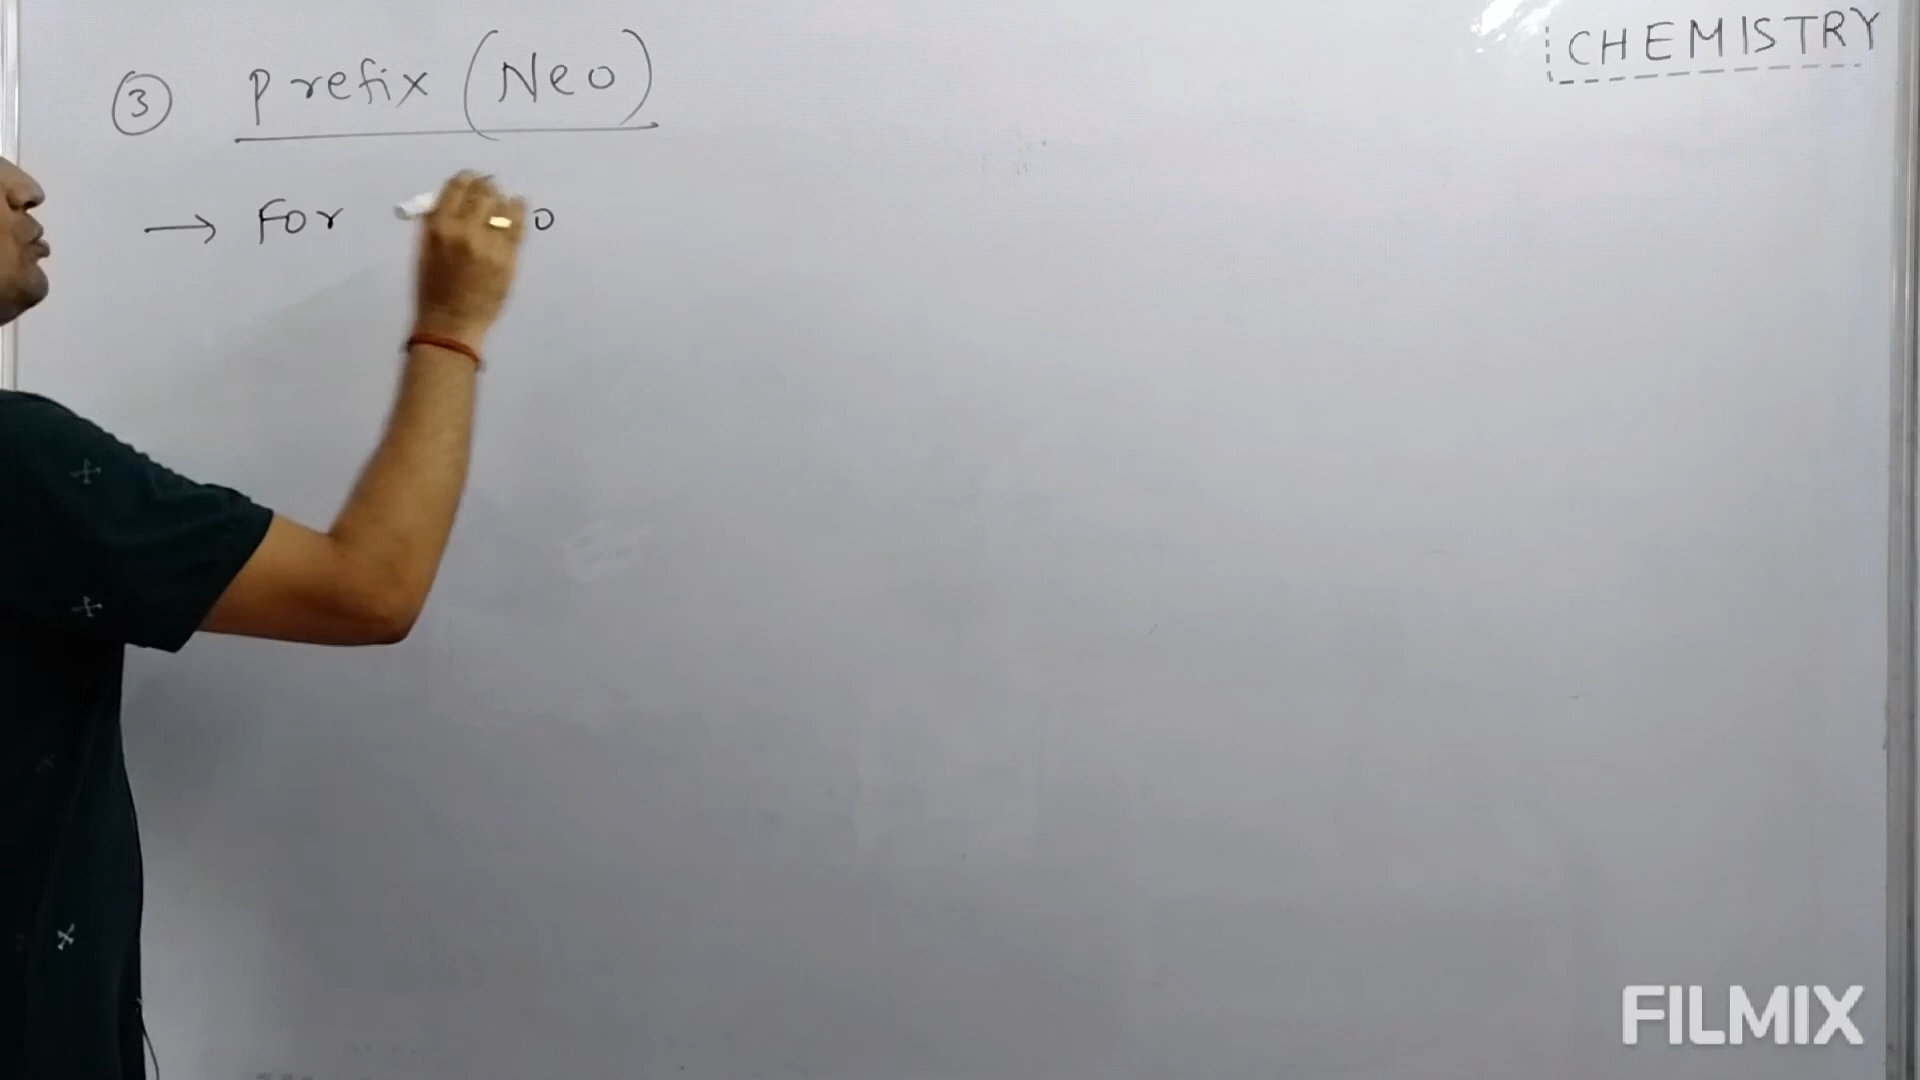 ③ Prefix (Neo)
→ For
CHEMISTRY
FILMIX